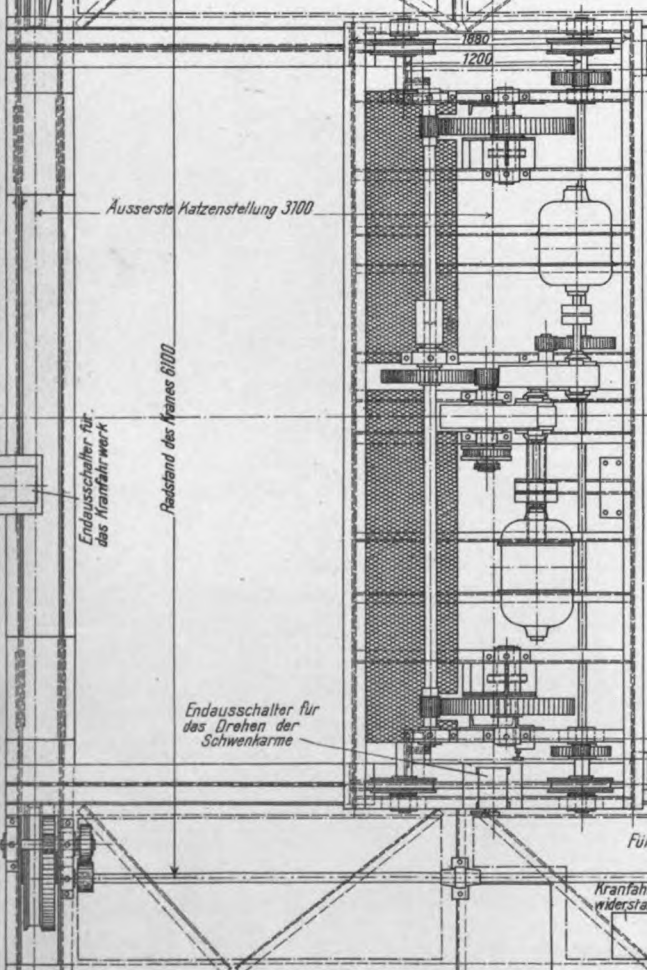 1880
1200
Äusserste Katzenstellung 3100
Radstand des Kranes 6100
Endausschalter für
das Kranfahrwerk
Endausschalter für
das Drehen der
Schwenkarme
Für
Kranfah
widersta